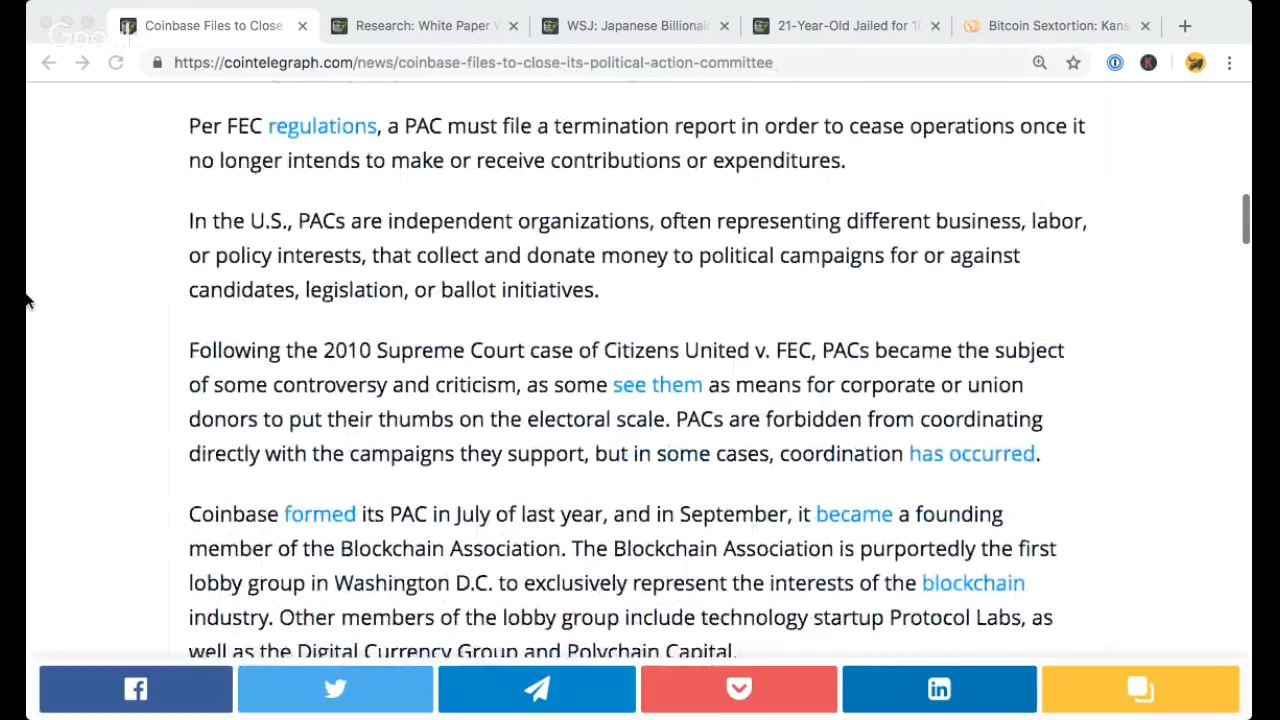 Google
Coinbase Files to Close
Research: White Paper W
WSJ: Japanese Billionai
21-Year-Old Jailed for 10
Bitcoin Sextortion: Kans
https://cointelegraph.com/news/coinbase-files-to-close-its-political-action-committee
Per FEC regulations, a PAC must file a termination report in order to cease operations once it
no longer intends to make or receive contributions or expenditures.
In the U.S., PACs are independent organizations, often representing different business, labor,
or policy interests, that collect and donate money to political campaigns for or against
candidates, legislation, or ballot initiatives.
Following the 2010 Supreme Court case of Citizens United v. FEC, PACs became the subject
of some controversy and criticism, as some see them as means for corporate or union
donors to put their thumbs on the electoral scale. PACs are forbidden from coordinating
directly with the campaigns they support, but in some cases, coordination has occurred.
Coinbase formed its PAC in July of last year, and in September, it became a founding
member of the Blockchain Association. The Blockchain Association is purportedly the first
lobby group in Washington D.C. to exclusively represent the interests of the blockchain
industry. Other members of the lobby group include technology startup Protocol Labs, as
well as the Digital Currency Group and Polychain Capital.